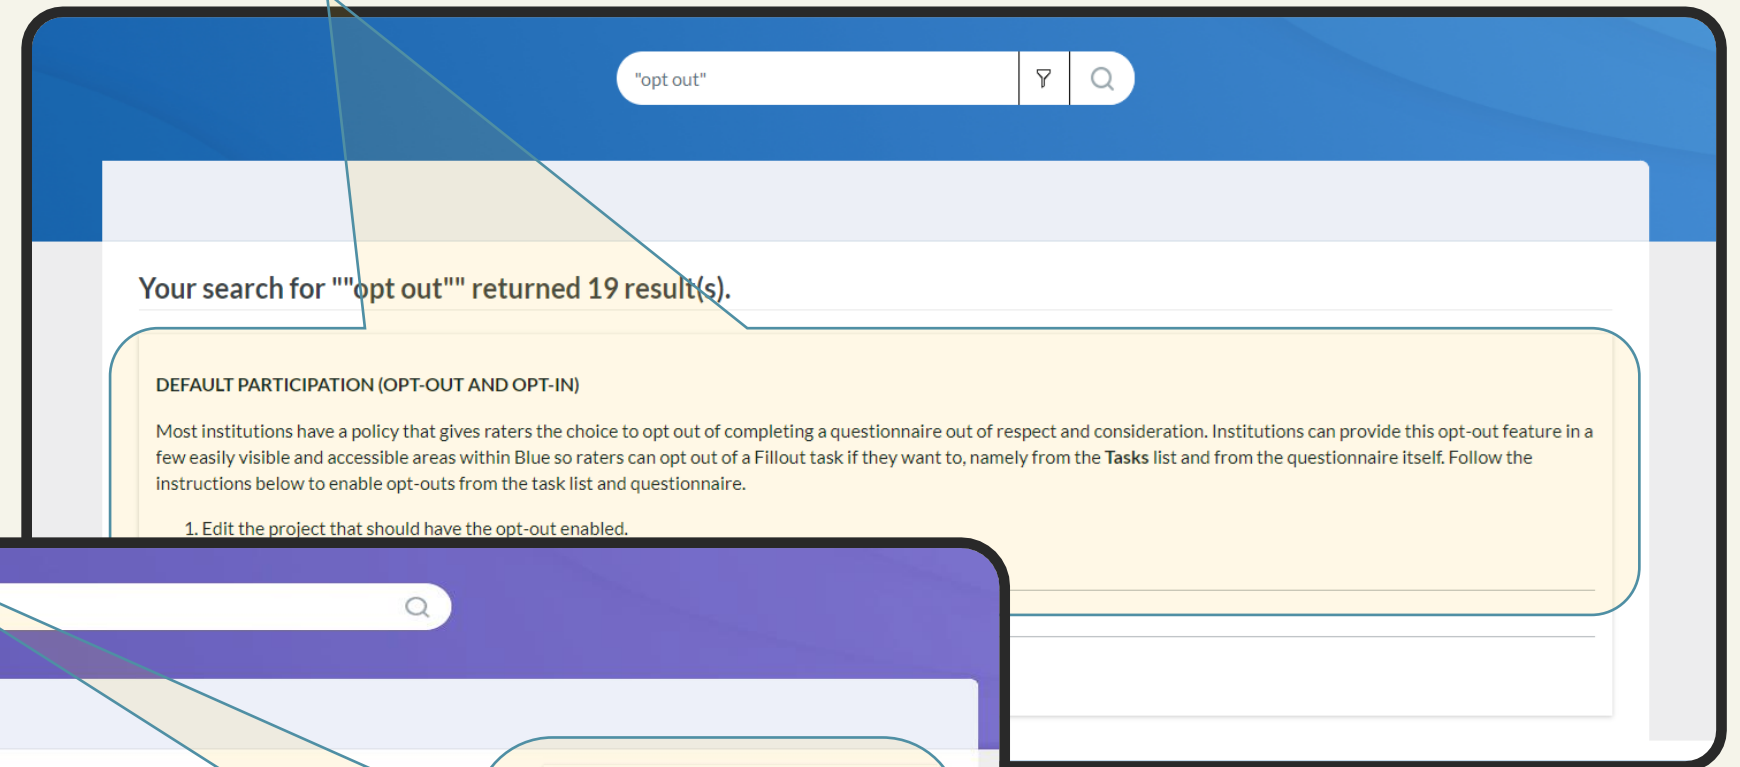 "opt out"
Your search for ""opt out"" returned 19 result(s).
DEFAULT PARTICIPATION (OPT-OUT AND OPT-IN)
Most institutions have a policy that gives raters the choice to opt out of completing a questionnaire out of respect and consideration. Institutions can provide this opt-out feature in a
few easily visible and accessible areas within Blue so raters can opt out of a Fillout task if they want to, namely from the Tasks list and from the questionnaire itself. Follow the
instructions below to enable opt-outs from the task list and questionnaire.
1. Edit the project that should have the opt-out enabled.